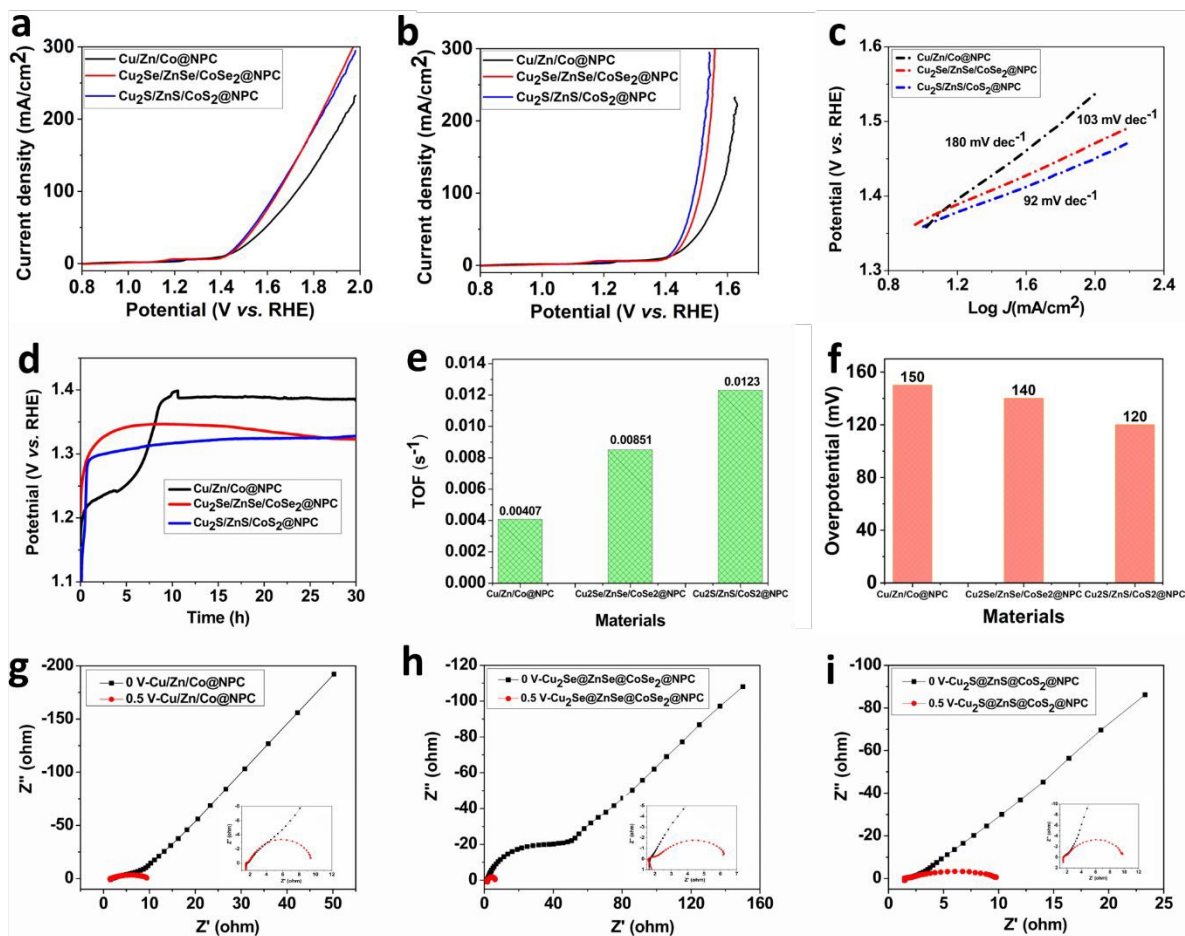 a
300
200
100
0
0.8 1.0 1.2 1.4 1.6 1.8 2.0
Current density (mA/cm2)
Potential (V vs. RHE)
Cu/Zn/Co@NPC
Cu2Se/ZnSe/CoSe2@NPC
Cu2S/ZnS/CoS2@NPC
b
300
200
100
0
0.8 1.0 1.2 1.4 1.6
Current density (mA/cm2)
Potential (V vs. RHE)
Cu/Zn/Co@NPC
Cu2Se/ZnSe/CoSe2@NPC
Cu2S/ZnS/CoS2@NPC
c
1.6
1.5
1.4
1.3
0.8 1.2 1.6 2.0 2.4
Potential (V vs. RHE)
Log J(mA/cm2)
Cu/Zn/Co@NPC
Cu2Se/ZnSe/CoSe2@NPC
Cu2S/ZnS/CoS2@NPC
103 mV dec-1
180 mV dec-1
92 mV dec-1
d
1.4
1.3
1.2
1.1
0 5 10 15 20 25 30
Potetnial (V vs. RHE)
Time (h)
Cu/Zn/Co@NPC
Cu2Se/ZnSe/CoSe2@NPC
Cu2S/ZnS/CoS2@NPC
e
0.014
0.012
0.010
0.008
0.006
0.004
0.002
0.000
TOF (s-1)
0.00407
0.00851
0.0123
Cu/Zn/Co@NPC Cu2Se/ZnSe/CoSe2@NPC Cu2S/ZnS/CoS2@NPC
Materials
f
160
120
80
40
0
Overpotential (mV)
150
140
120
Cu/Zn/Co@NPC Cu2Se/ZnSe/CoSe2@NPC Cu2S/ZnS/CoS2@NPC
Materials
g
-200
-150
-100
-50
0
0 10 20 30 40 50
Z'' (ohm)
Z' (ohm)
0 V-Cu/Zn/Co@NPC
0.5 V-Cu/Zn/Co@NPC
h
-120
-100
-80
-60
-40
-20
0
0 40 80 120 160
Z'' (ohm)
Z' (ohm)
0 V-Cu2Se@ZnSe@CoSe2@NPC
0.5 V-Cu2Se@ZnSe@CoSe2@NPC
i
-100
-80
-60
-40
-20
0
0 5 10 15 20 25
Z'' (ohm)
Z' (ohm)
0 V-Cu2S@ZnS@CoS2@NPC
0.5 V-Cu2S@ZnS@CoS2@NPC